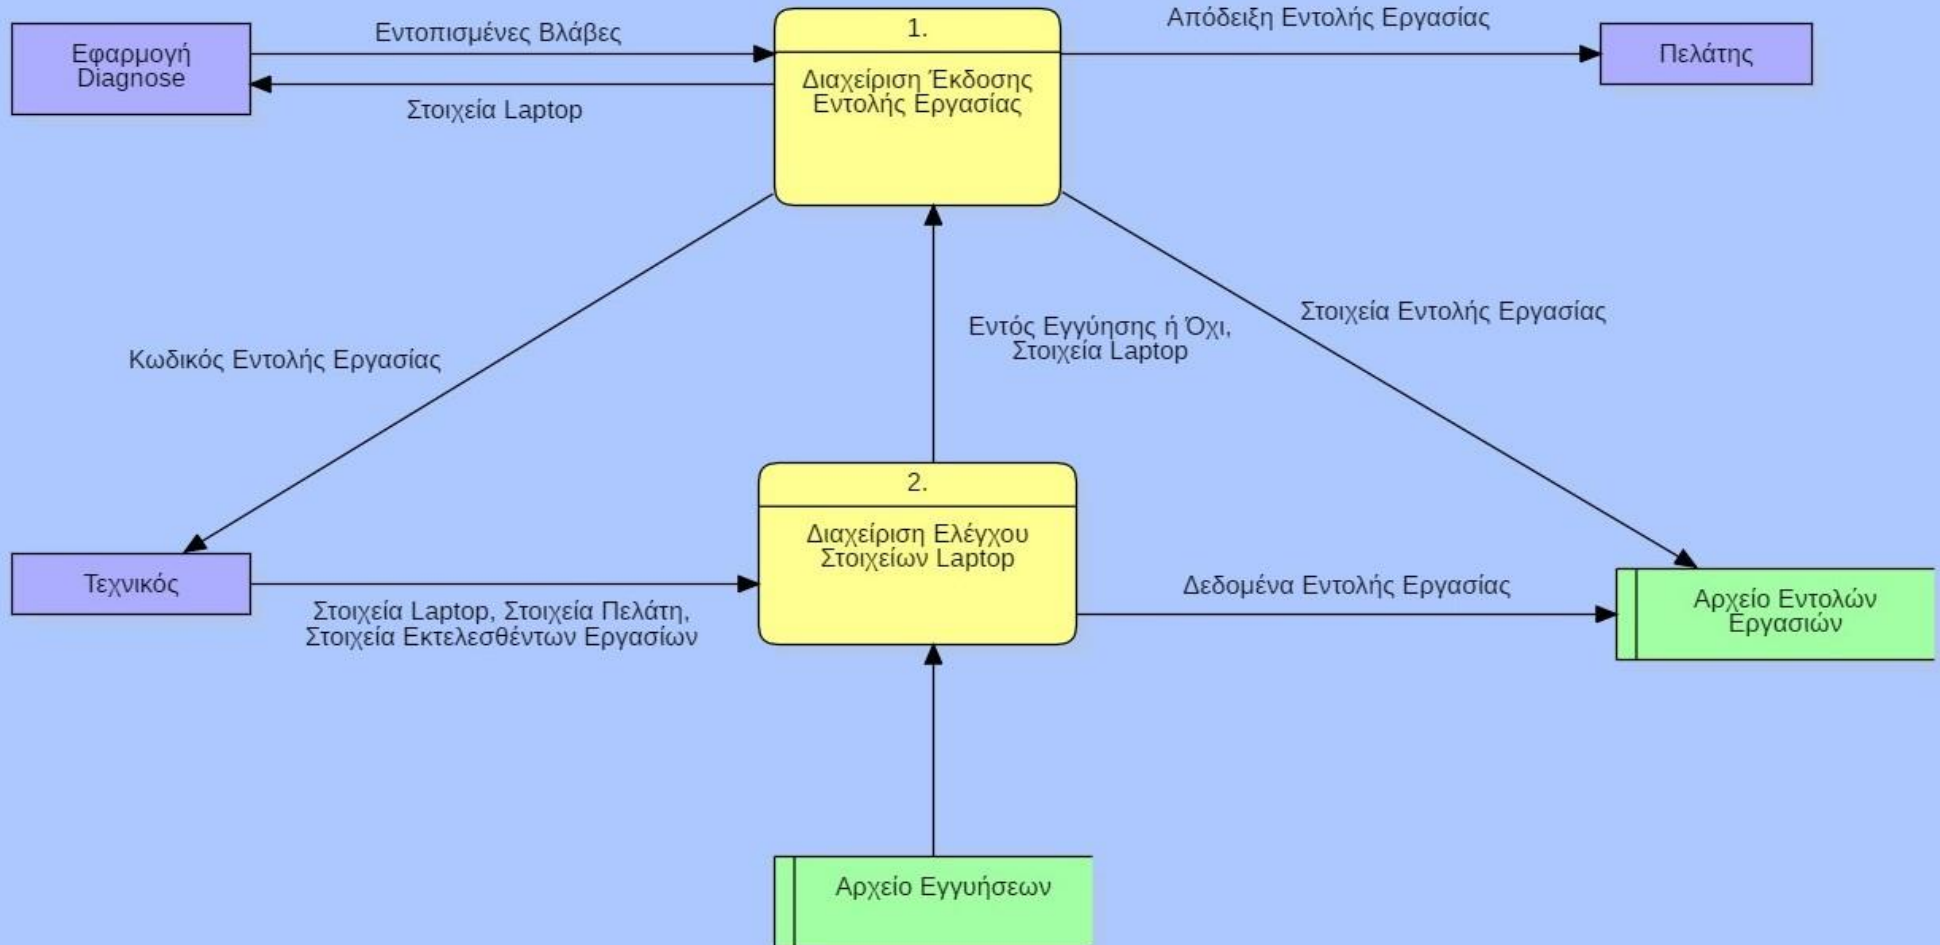 Εφαρμογή
Diagnose
Εντοπισμένες Βλάβες
Στοιχεία Laptop
1.
Διαχείριση Έκδοσης
Εντολής Εργασίας
Απόδειξη Εντολής Εργασίας
Πελάτης
Κωδικός Εντολής Εργασίας
Εντός Εγγύησης ή Όχι,
Στοιχεία Laptop
Στοιχεία Εντολής Εργασίας
Τεχνικός
Στοιχεία Laptop, Στοιχεία Πελάτη,
Στοιχεία Εκτελεσθέντων Εργασίων
2.
Διαχείριση Ελέγχου
Στοιχείων Laptop
Δεδομένα Εντολής Εργασίας
Αρχείο Εντολών
Εργασιών
Αρχείο Εγγυήσεων